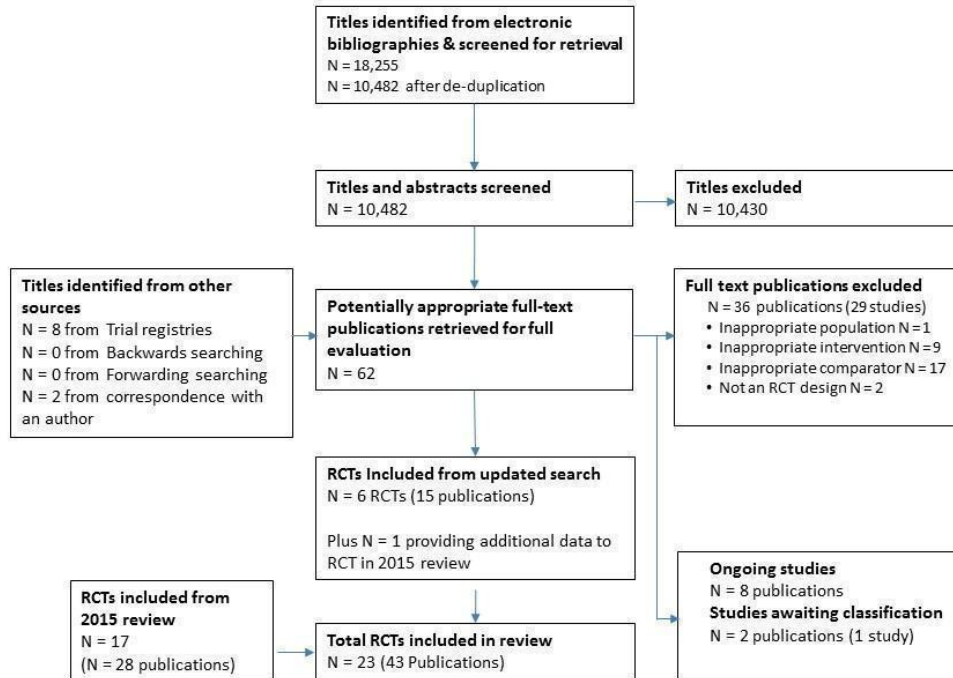 Titles identified from electronic
bibliographies & screened for retrieval
N = 18,255
N = 10,482 after de-duplication
Titles and abstracts screened
N = 10,482
Titles excluded
N = 10,430
Titles identified from other
sources
N = 8 from Trial registries
N = 0 from Backwards searching
N = 0 from Forwarding searching
N = 2 from correspondence with
an author
Potentially appropriate full-text
publications retrieved for full
evaluation
N = 62
Full text publications excluded
N = 36 publications (29 studies)
• Inappropriate population N = 1
• Inappropriate intervention N = 9
• Inappropriate comparator N = 17
• Not an RCT design N = 2
RCTs Included from updated search
N = 6 RCTs (15 publications)
Plus N = 1 providing additional data to
RCT in 2015 review
Ongoing studies
N = 8 publications
Studies awaiting classification
N = 2 publications (1 study)
RCTs included from
2015 review
N = 17
(N = 28 publications)
Total RCTs included in review
N = 23 (43 Publications)